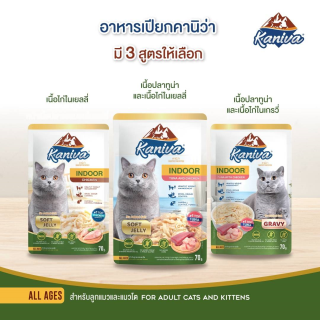 Kaniva
อาหารเปียกคานิว่า
มี 3 สูตรให้เลือก
เนื้อไก่ในเยลลี่
เนื้อปลาทูน่า
และเนื้อไก่ในเยลลี่
เนื้อปลาทูน่า
และเนื้อไก่ในเกรวี่
Kaniva
INDOOR
SOFT
JELLY
70g
Kaniva
INDOOR
SOFT
JELLY
70g
Kaniva
INDOOR
GRAVY
70g
ALL AGES
สำหรับลูกแมวและแมวโต FOR ADULT CATS AND KITTENS